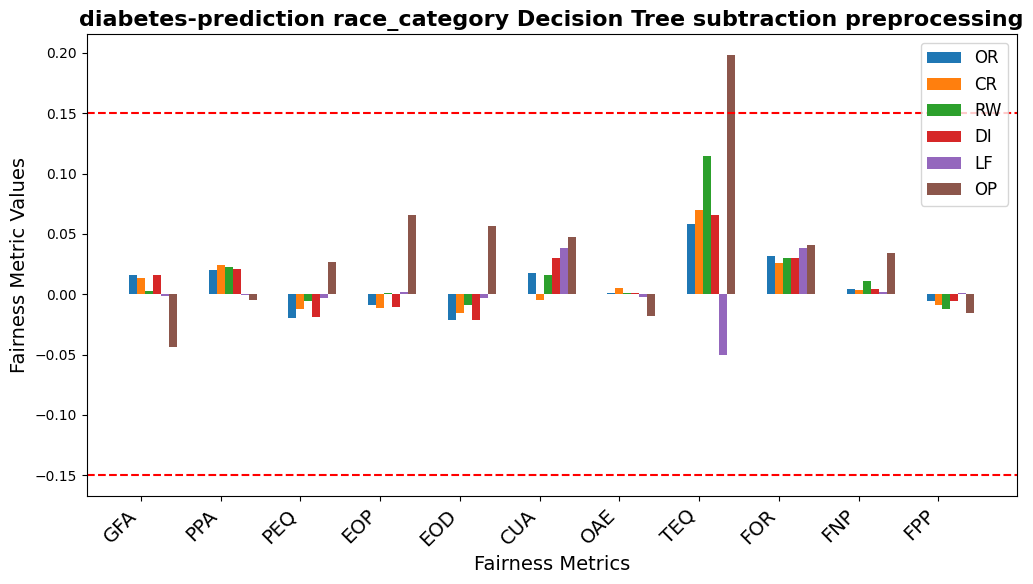 diabetes-prediction race_category Decision Tree subtraction preprocessing
OR
CR
RW
DI
LF
OP
Fairness Metric Values
0.20
0.15
0.10
0.05
0.00
−0.05
−0.10
−0.15
GFA
PPA
PEQ
EOP
EOD
CUA
OAE
TEQ
FOR
FNP
FPP
Fairness Metrics